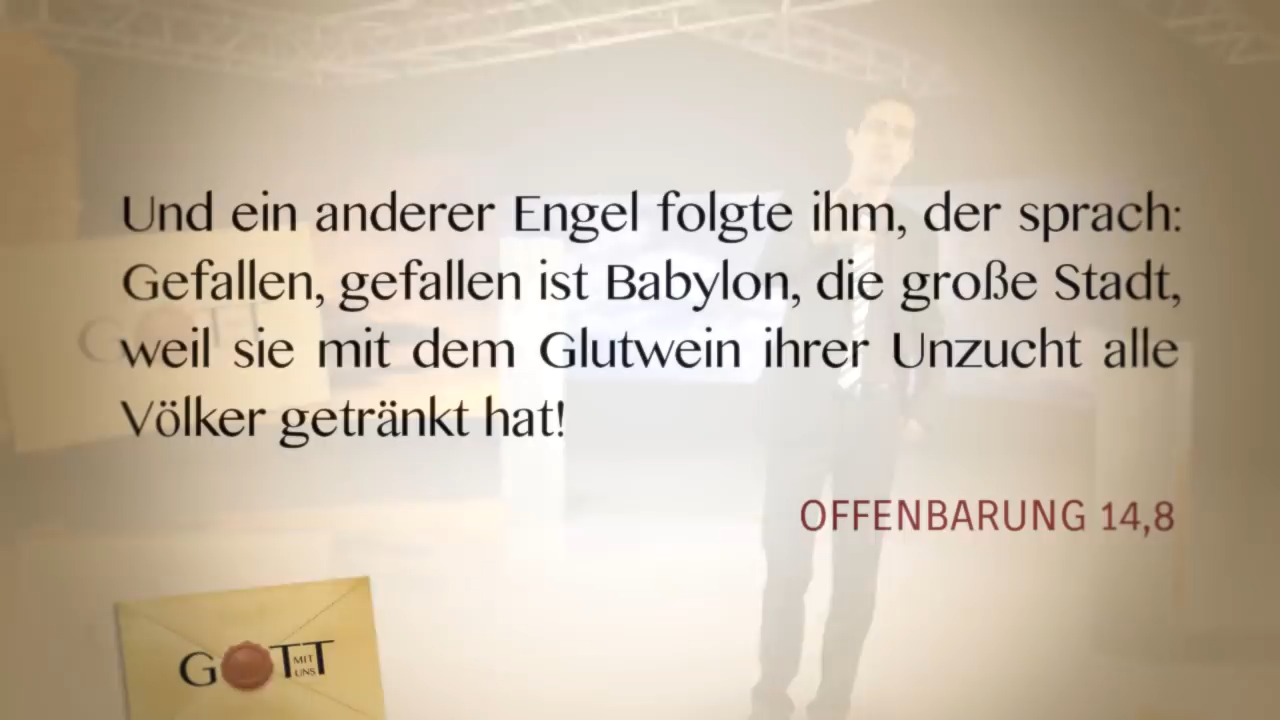 Und ein anderer Engel folgte ihm, der sprach:
Gefallen, gefallen ist Babylon, die große Stadt,
weil sie mit dem Glutwein ihrer Unzucht alle
Völker getränkt hat!
OFFENBARUNG 14,8
GOTT
MIT
UNS